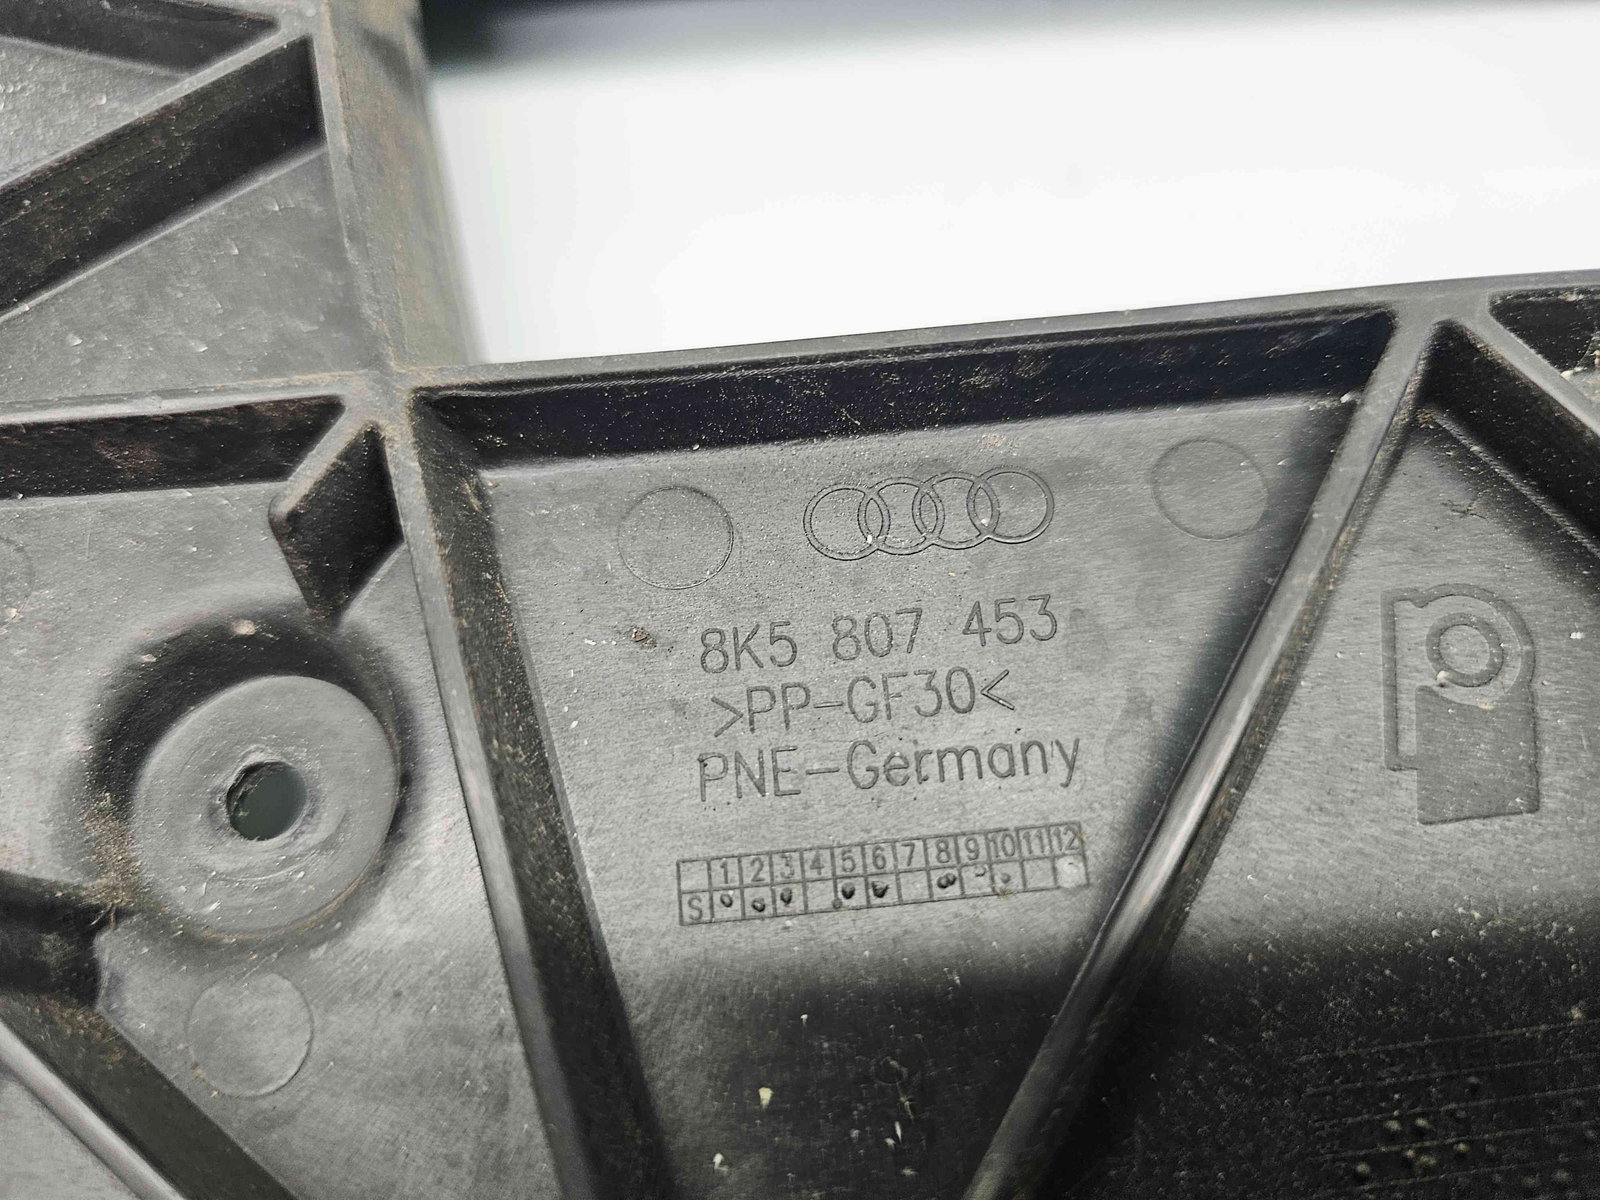 8K5 807 453
>PP-GF30<
PNE-Germany
1 2 3 4 5 6 7 8 9 10 11 12
S